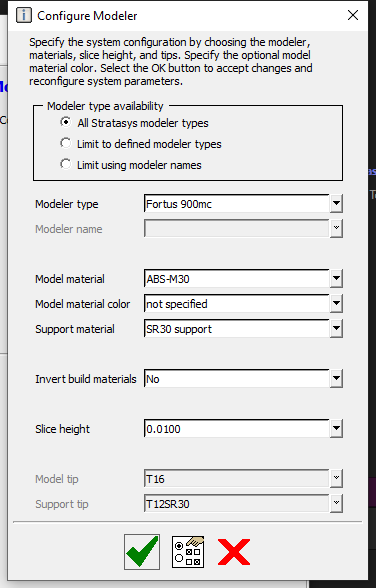 Configure Modeler
Specify the system configuration by choosing the modeler,
materials, slice height, and tips. Specify the optional model
material color. Select the OK button to accept changes and
reconfigure system parameters.
Modeler type availability
All Stratasys modeler types
Limit to defined modeler types
Limit using modeler names
Modeler type Fortus 900mc
Modeler name
Model material ABS-M30
Model material color not specified
Support material SR30 support
Invert build materials No
Slice height 0.0100
Model tip T16
Support tip T12SR30